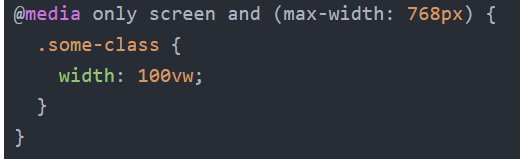 @media only screen and (max-width: 768px) {
  .some-class {
    width: 100vw;
  }
}